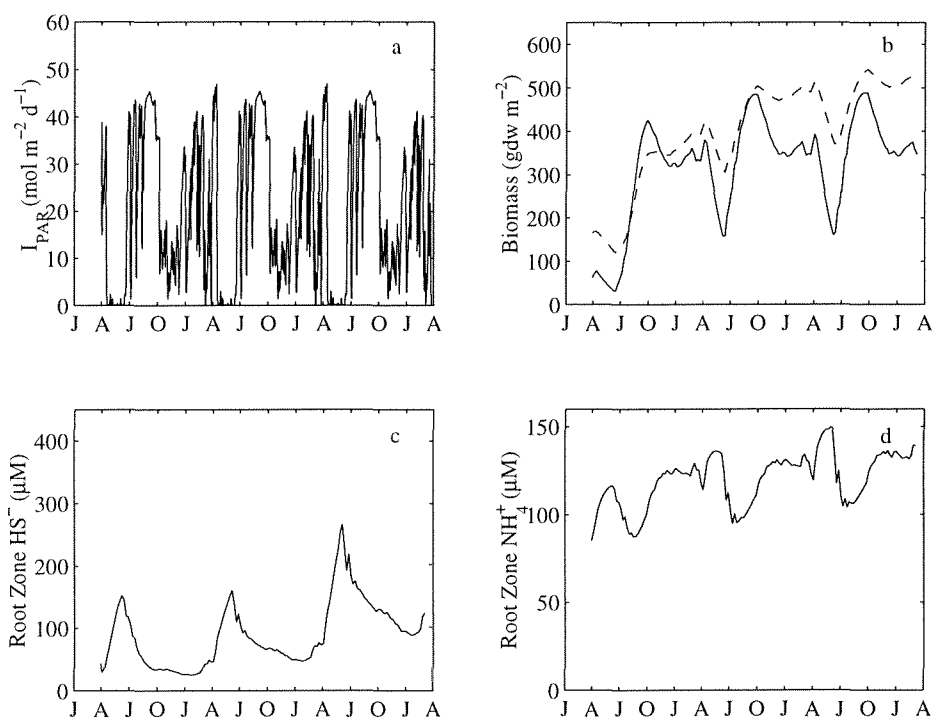 a
I_PAR (mol m⁻² d⁻¹)
60
50
40
30
20
10
0
J A J O J A J O J A J O J A
b
Biomass (gdw m⁻²)
600
500
400
300
200
100
0
J A J O J A J O J A J O J A
c
Root Zone HS⁻ (μM)
400
300
200
100
0
J A J O J A J O J A J O J A
d
Root Zone NH₄⁺ (μM)
150
100
50
0
J A J O J A J O J A J O J A